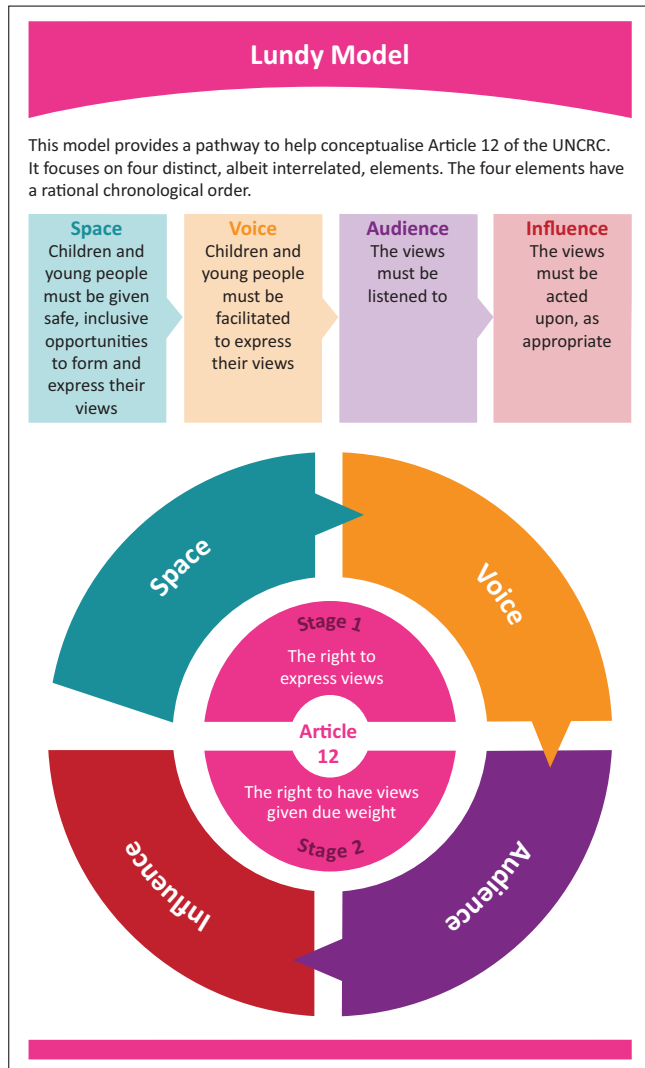 Lundy Model
This model provides a pathway to help conceptualise Article 12 of the UNCRC.
It focuses on four distinct, albeit interrelated, elements. The four elements have
a rational chronological order.
Space
Children and
young people
must be given
safe, inclusive
opportunities
to form and
express their
views
Voice
Children and
young people
must be
facilitated
to express
their views
Audience
The views
must be
listened to
Influence
The views
must be
acted
upon, as
appropriate
Space
Voice
Stage 1
The right to
express views
Article
12
The right to have views
given due weight
Stage 2
Influence
Audience